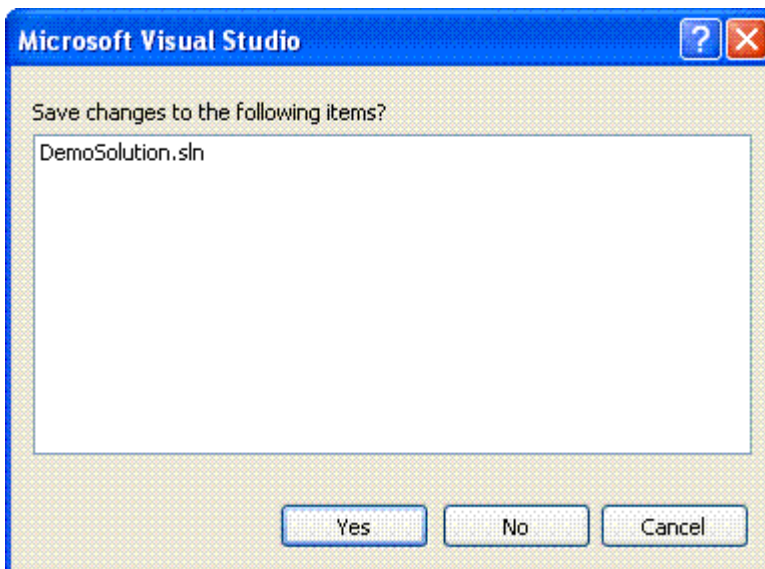 Microsoft Visual Studio
?
Save changes to the following items?
DemoSolution.sln
Yes No Cancel